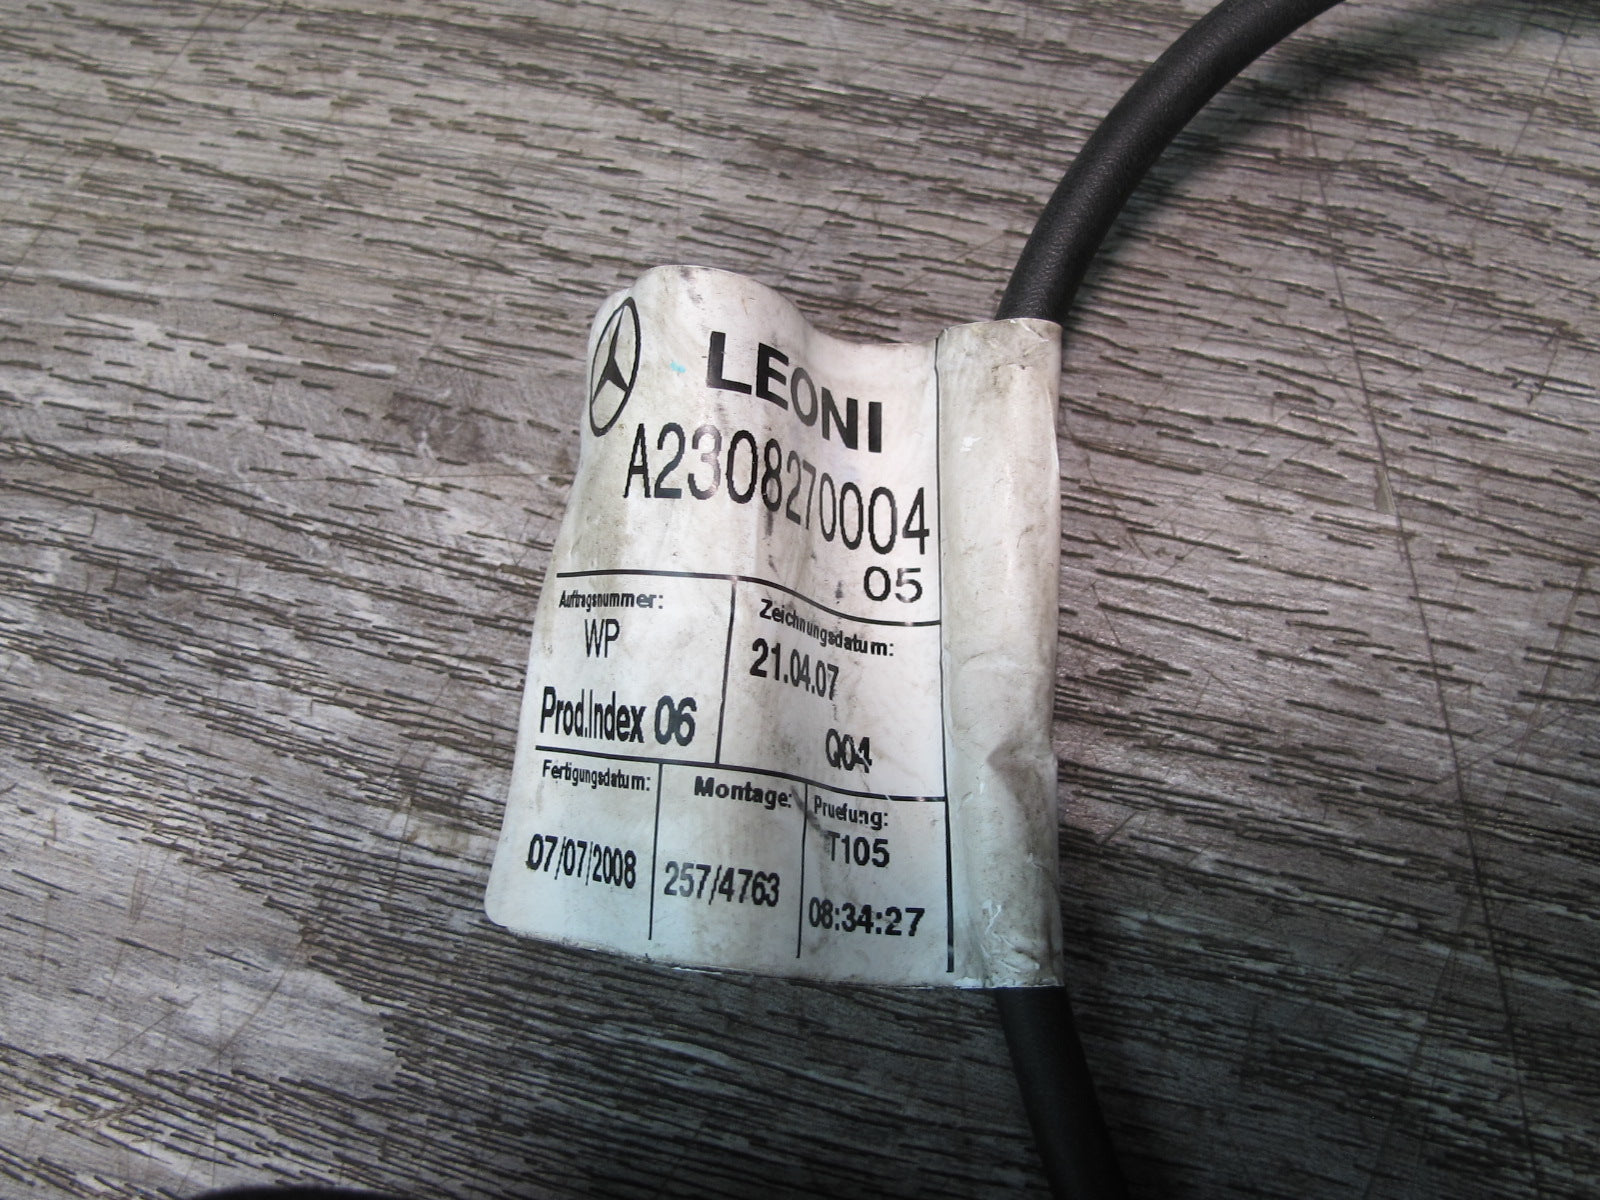 LEONI
A2308270004
05
Auftragsnummer:
WP
Prod.Index 06
Zeichnungsdatum:
21.04.07
Q04
Fertigungsdatum:
07/07/2008
Montage:
257/4763
Pruefung:
T105
08:34:27